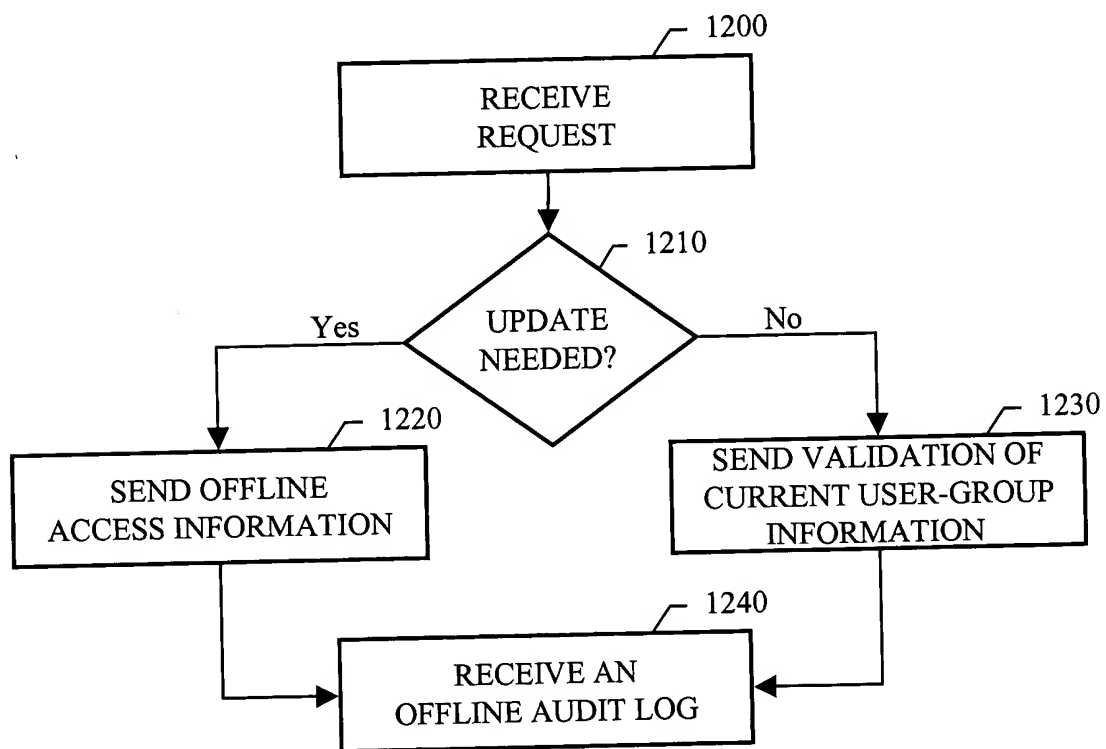 1200
RECEIVE
REQUEST
1210
UPDATE
NEEDED?
Yes
No
1220
SEND OFFLINE
ACCESS INFORMATION
1230
SEND VALIDATION OF
CURRENT USER-GROUP
INFORMATION
1240
RECEIVE AN
OFFLINE AUDIT LOG